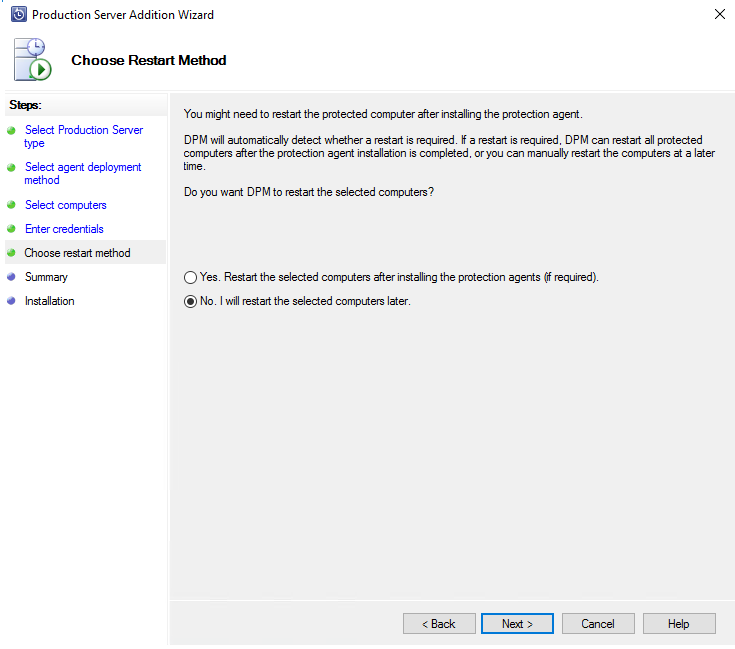 Production Server Addition Wizard
Choose Restart Method
Steps:
Select Production Server
type
Select agent deployment
method
Select computers
Enter credentials
Choose restart method
Summary
Installation
You might need to restart the protected computer after installing the protection agent.
DPM will automatically detect whether a restart is required. If a restart is required, DPM can restart all protected
computers after the protection agent installation is completed, or you can manually restart the computers at a later
time.
Do you want DPM to restart the selected computers?
Yes. Restart the selected computers after installing the protection agents (if required).
No. I will restart the selected computers later.
< Back
Next >
Cancel
Help